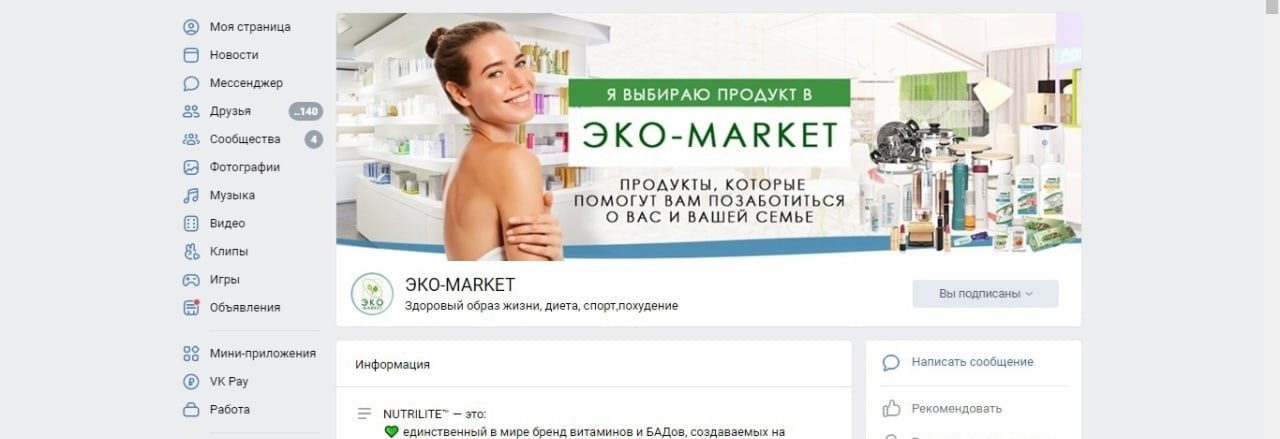 Моя страница
Новости
Мессенджер
Друзья
..140
Сообщества
4
Фотографии
Музыка
Видео
Клипы
Игры
Объявления
Мини-приложения
VK Pay
Работа
Я ВЫБИРАЮ ПРОДУКТ В
ЭКО-MARKET
ПРОДУКТЫ, КОТОРЫЕ
ПОМОГУТ ВАМ ПОЗАБОТИТЬСЯ
О ВАС И ВАШЕЙ СЕМЬЕ
ЭКО
MARKET
ЭКО-MARKET
Здоровый образ жизни, диета, спорт,похудение
Вы подписаны
Информация
NUTRILITE™ — это:
единственный в мире бренд витаминов и БАДов, создаваемых на
Написать сообщение
Рекомендовать